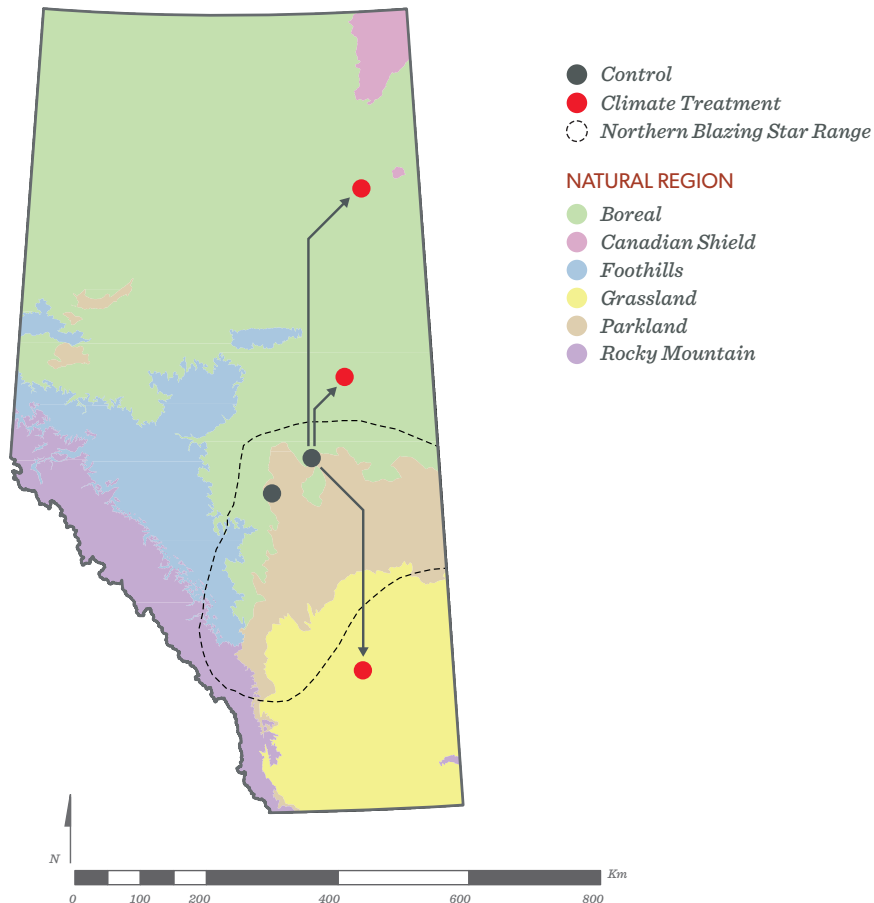 Control
Climate Treatment
Northern Blazing Star Range
NATURAL REGION
Boreal
Canadian Shield
Foothills
Grassland
Parkland
Rocky Mountain
N
Km
0 100 200 400 600 800